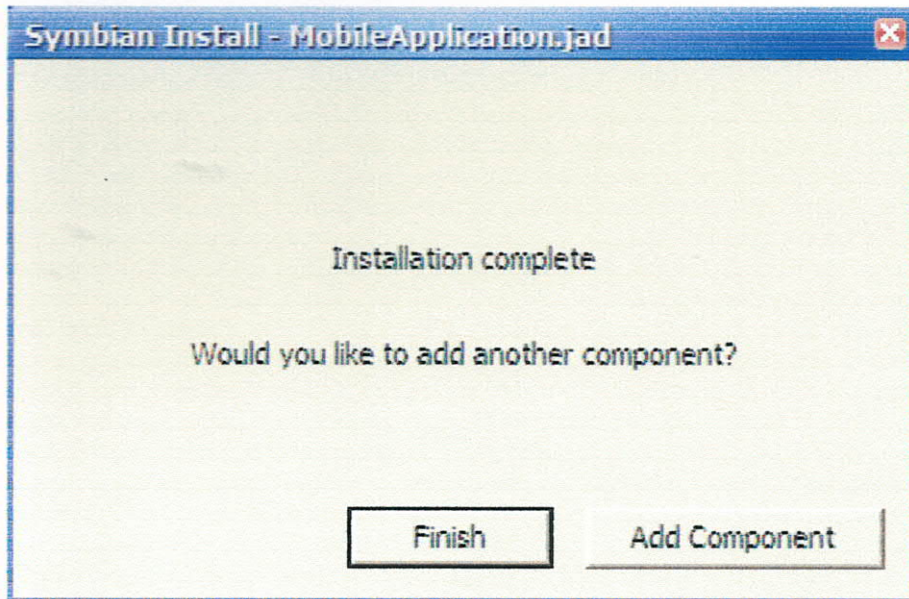 Symbian Install - MobileApplication.jad
Installation complete
Would you like to add another component?
Finish
Add Component